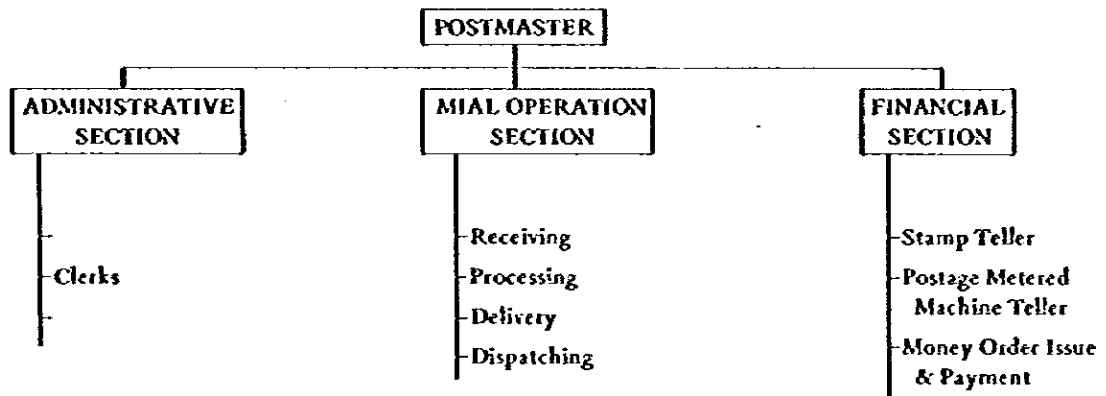 POSTMASTER
ADMINISTRATIVE
SECTION
MIAL OPERATION
SECTION
FINANCIAL
SECTION
Clerks
Receiving
Processing
Delivery
Dispatching
Stamp Teller
Postage Metered
Machine Teller
Money Order Issue
& Payment